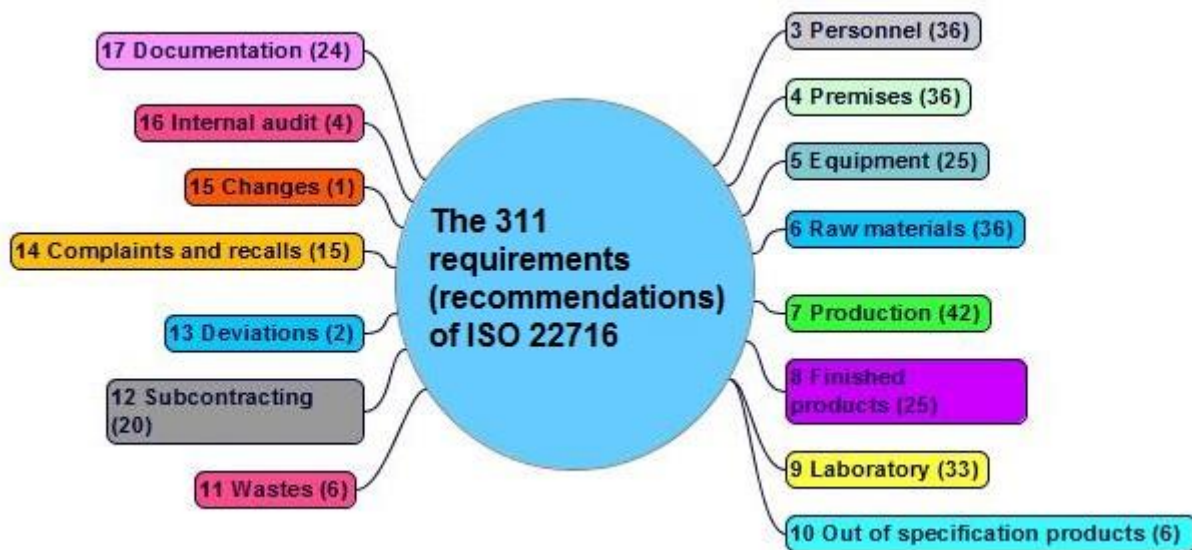 The 311
requirements
(recommendations)
of ISO 22716
3 Personnel (36)
4 Premises (36)
5 Equipment (25)
6 Raw materials (36)
7 Production (42)
8 Finished
products (25)
9 Laboratory (33)
10 Out of specification products (6)
11 Wastes (6)
12 Subcontracting
(20)
13 Deviations (2)
14 Complaints and recalls (15)
15 Changes (1)
16 Internal audit (4)
17 Documentation (24)